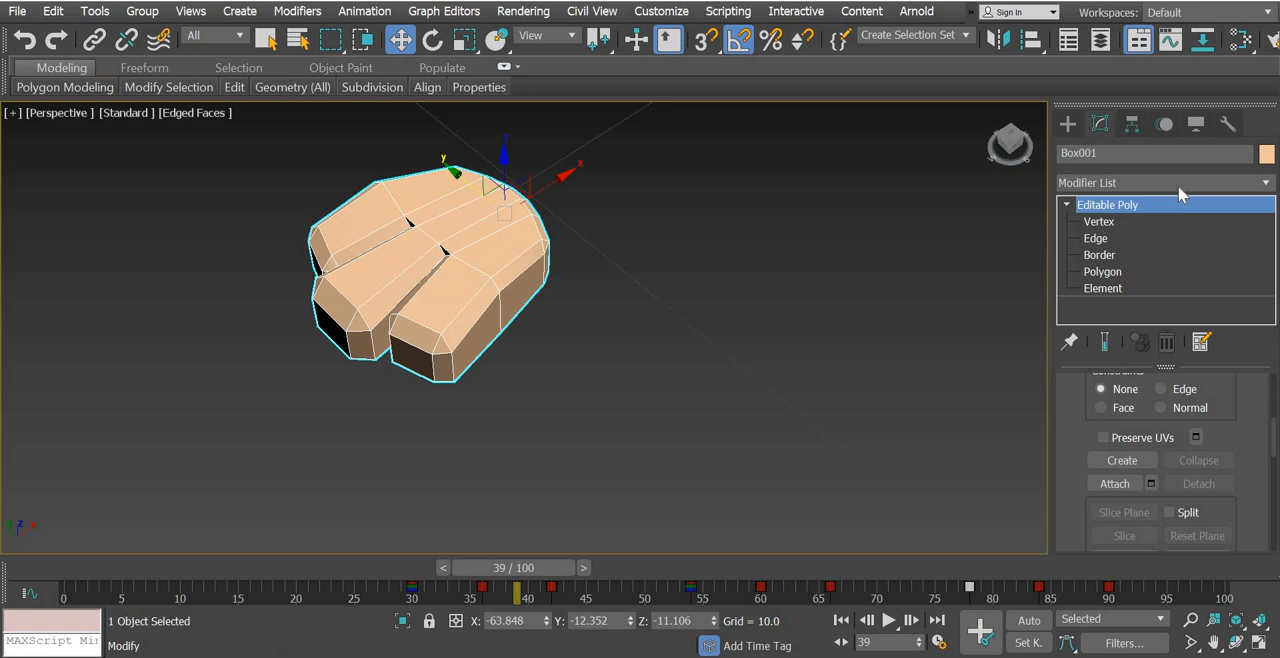 File Edit Tools Group Views Create Modifiers Animation Graph Editors Rendering Civil View Customize Scripting Interactive Content Arnold » Sign In Workspaces: Default
All View 3 Create Selection Set
Modeling Freeform Selection Object Paint Populate
Polygon Modeling Modify Selection Edit Geometry (All) Subdivision Align Properties
[+] [Perspective ] [Standard ] [Edged Faces ]
y x
Box001
Modifier List
Editable Poly
Vertex
Edge
Border
Polygon
Element
None Edge
Face Normal
Preserve UVs
Create Collapse
Attach Detach
Slice Plane Split
Slice Reset Plane
z x
< 39 / 100 >
0 5 10 15 20 25 30 35 40 45 50 55 60 65 70 75 80 85 90 95 100
1 Object Selected X: -63.848 Y: -12.352 Z: -11.106 Grid = 10.0 Auto Selected
MAXScript Mi Modify Add Time Tag 39 Set K. Filters...